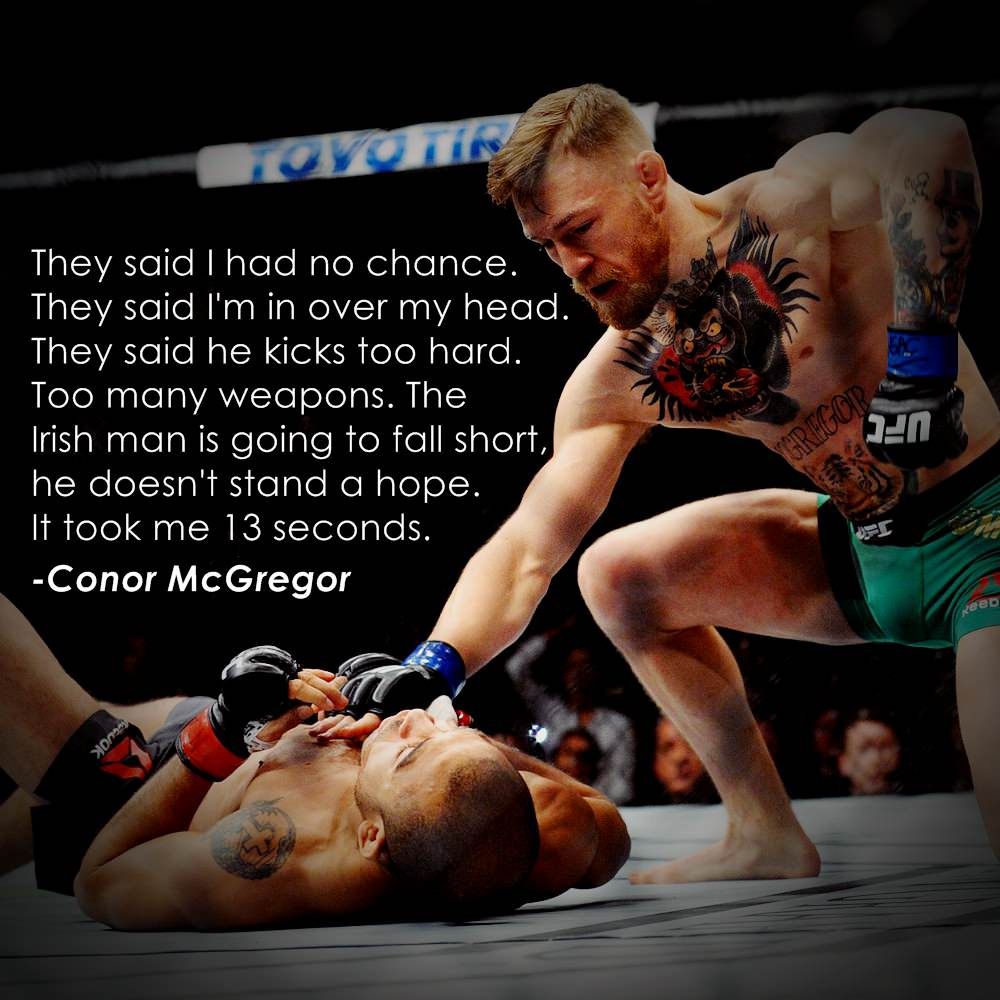 TOYO TIR
They said I had no chance.
They said I'm in over my head.
They said he kicks too hard.
Too many weapons. The
Irish man is going to fall short,
he doesn't stand a hope.
It took me 13 seconds.
-Conor McGregor
GREGOR
UFC
UFC
Reeb